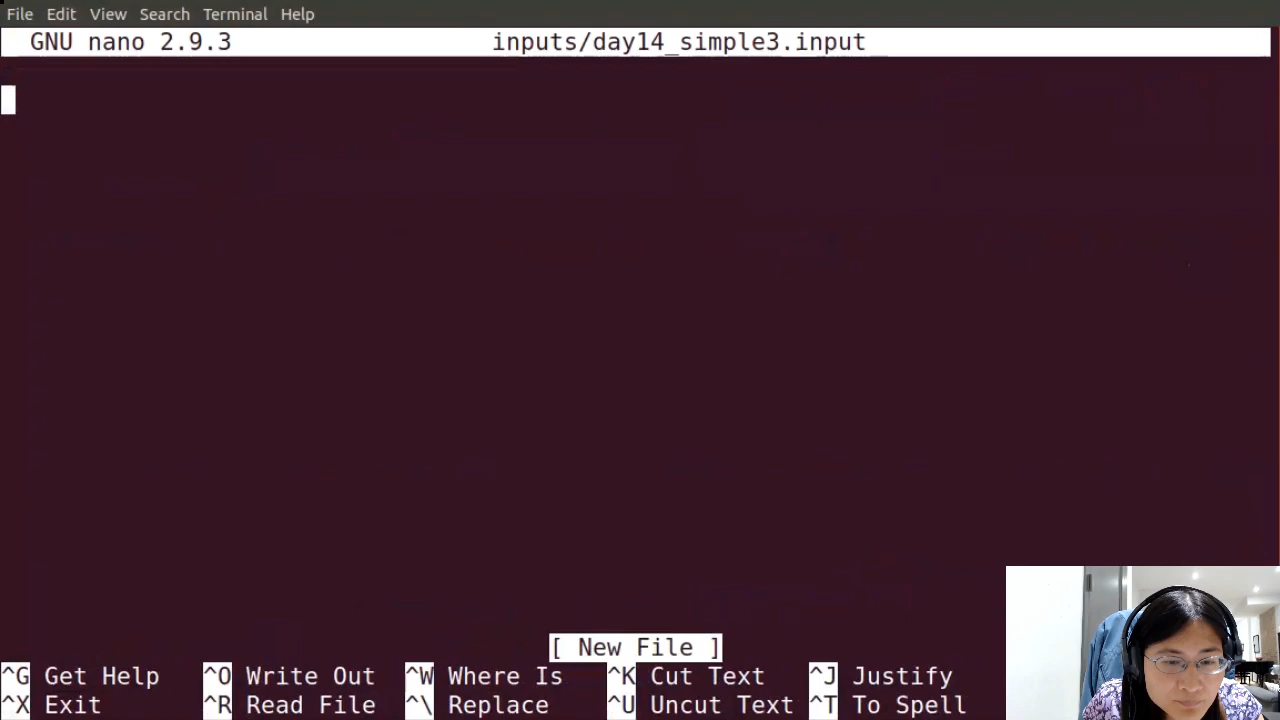 File Edit View Search Terminal Help
GNU nano 2.9.3 inputs/day14_simple3.input
[ New File ]
^G Get Help ^O Write Out ^W Where Is ^K Cut Text ^J Justify
^X Exit ^R Read File ^\ Replace ^U Uncut Text ^T To Spell